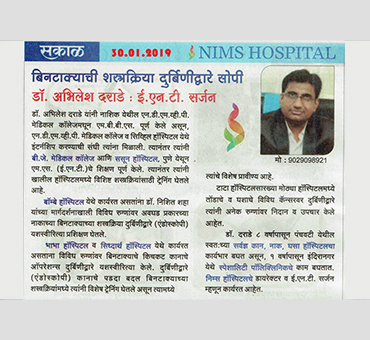 सकाळ
30.01.2019
NIMS HOSPITAL
बिनटाक्याची शस्त्रक्रिया दुर्बिणीद्वारे सोपी
डॉ. अभिलेश दराडे : ई.एन.टी. सर्जन
डॉ. अभिलेश दराडे यांनी नाशिक येथील एन.डी.एम.व्ही.पी.
मेडिकल कॉलेजमधून एम.बी.बी.एस. पूर्ण केले असून,
एन.डी.एम.व्ही.पी. मेडिकल कॉलेज व सिव्हिल हॉस्पिटल येथे
इंटर्नशिप करण्याची संधी त्यांना मिळाली. त्यानंतर त्यांनी
बी.जे. मेडिकल कॉलेज आणि ससून हॉस्पिटल, पुणे येथून
एम.एस. (ई.एन.टी.)चे शिक्षण पूर्ण केले. त्यानंतर त्यांनी
खालील हॉस्पिटलमध्ये विशिष्ट शस्त्रक्रियांसाठी ट्रेनिंग घेतले
आहे.
बॉम्बे हॉस्पिटल येथे कार्यरत असतांना डॉ. निशित शहा
यांच्या मार्गदर्शनाखाली विविध रुग्णांवर अवघड प्रकारच्या
नाकाच्या बिनटाक्याच्या शस्त्रक्रिया दुर्बिणीद्वारे (एंडोस्कोपी)
यशस्वीरित्या प्रशिक्षण घेतले.
भाभा हॉस्पिटल व सिध्दार्थ हॉस्पिटल येथे कार्यरत
असताना विविध रुग्णांवर बिनटाक्याचे किचकट कानाचे
ऑपरेशन्स दुर्बिणीद्वारे यशस्वीरित्या केले. दुर्बिणीद्वारे
(एंडोस्कोपी) कानाचे पडदा बदल बिनटाक्याच्या
शस्त्रक्रियांमध्ये त्यांनी विशेष ट्रेनिंग घेतले असून त्यामध्ये
मो : 9029098921
त्यांचे विशेष प्रावीण्य आहे.
टाटा हॉस्पिटलसारख्या मोठ्या हॉस्पिटलमध्ये
तोंडाचे व घशाचे विविध कॅन्सरवर दुर्बिणीद्वारे
त्यांनी अनेक रुग्णांवर निदान व उपचार केले
आहेत.
डॉ. दराडे ८ वर्षांपासून पंचवटी येथील
स्वतःच्या सर्वज्ञ कान, नाक, घसा हॉस्पिटलचा
कार्यभार बघत असून, १ वर्षापासून इंदिरानगर
येथे स्पेशालिटी पॉलिक्लिनिकचे काम बघतात.
निम्स हॉस्पिटलचे डायरेक्टर व ई.एन.टी. सर्जन
म्हणून कार्यरत आहेत.